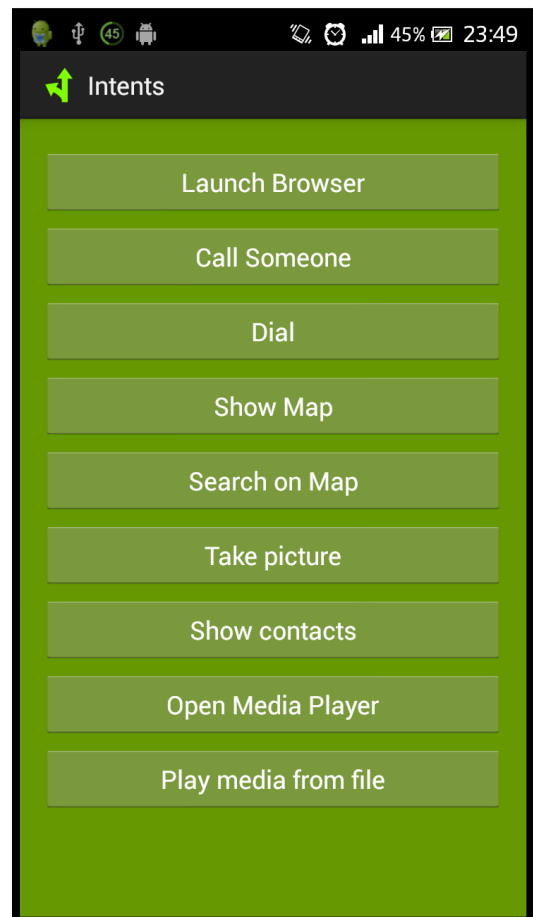 45 45% 23:49
Intents
Launch Browser
Call Someone
Dial
Show Map
Search on Map
Take picture
Show contacts
Open Media Player
Play media from file